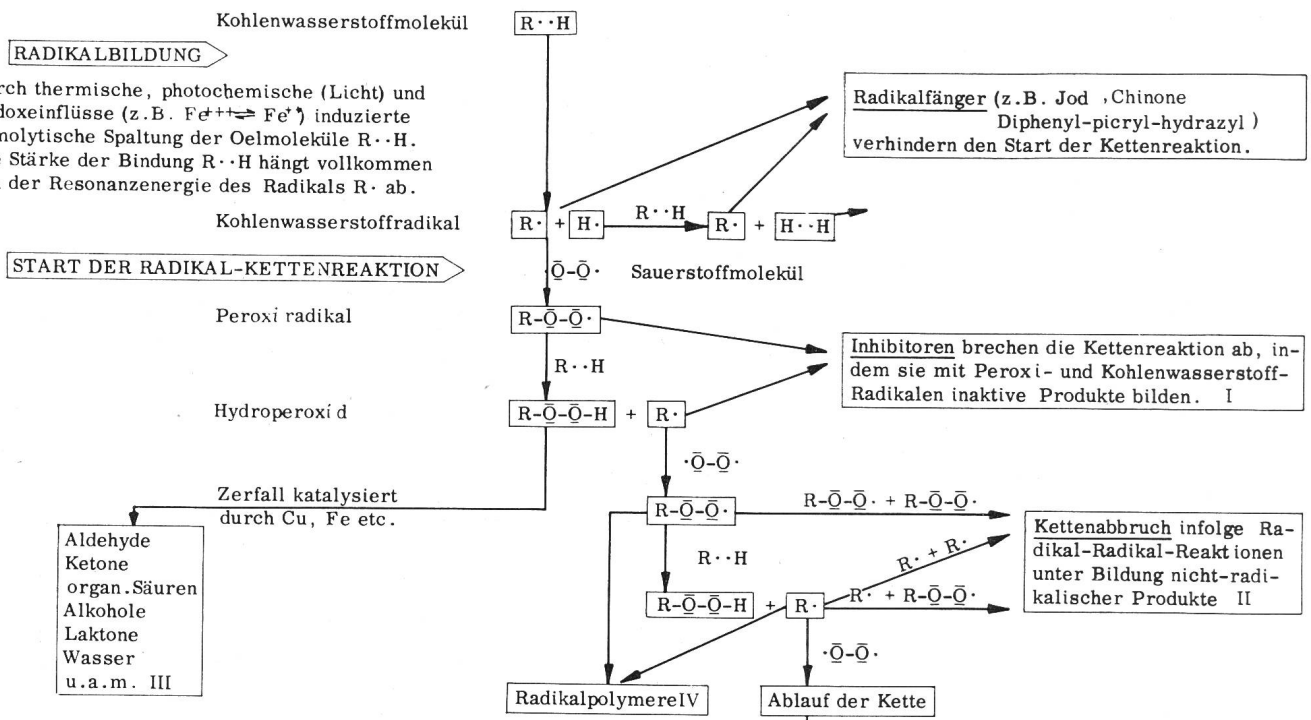 Kohlenwasserstoffmolekül R··H
RADIKALBILDUNG
rch thermische, photochemische (Licht) und
doxeinflüsse (z.B. Fe+++⇌ Fe++) induzierte
molytische Spaltung der Oelmoleküle R··H.
Stärke der Bindung R··H hängt vollkommen
der Resonanzenergie des Radikals R· ab.
Radikalfänger (z.B. Jod ,Chinone
Diphenyl-picryl-hydrazyl )
verhindern den Start der Kettenreaktion.
Kohlenwasserstoffradikal R· + H· R··H R· + H··H
START DER RADIKAL-KETTENREAKTION
·Ō̲-Ō̲· Sauerstoffmolekül
Peroxi radikal R-Ō̲-Ō̲·
R··H
Inhibitoren brechen die Kettenreaktion ab, in-
dem sie mit Peroxi- und Kohlenwasserstoff-
Radikalen inaktive Produkte bilden. I
Hydroperoxid R-Ō̲-Ō̲-H + R·
·Ō̲-Ō̲·
Zerfall katalysiert
durch Cu, Fe etc.
Aldehyde
Ketone
organ.Säuren
Alkohole
Laktone
Wasser
u.a.m. III
R-Ō̲-Ō̲· R-Ō̲-Ō̲· + R-Ō̲-Ō̲·
R··H
R· + R·
Kettenabbruch infolge Ra-
dikal-Radikal-Reaktionen
unter Bildung nicht-radi-
kalischer Produkte II
R-Ō̲-Ō̲-H + R· R· + R-Ō̲-Ō̲·
·Ō̲-Ō̲·
RadikalpolymereIV Ablauf der Kette